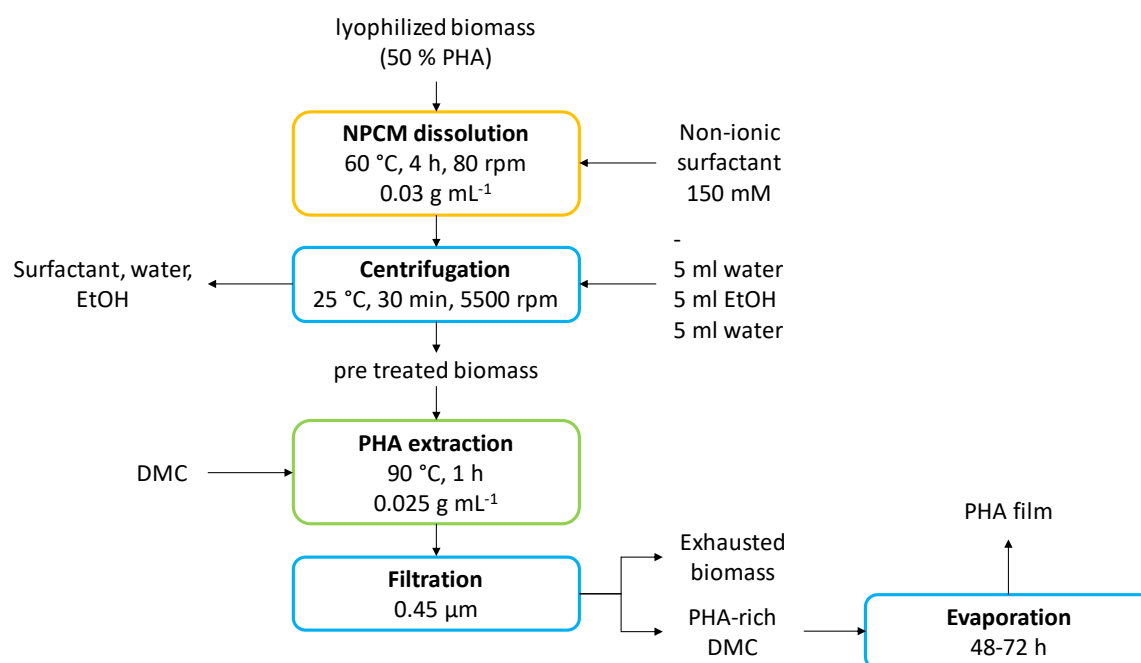 lyophilized biomass
(50 % PHA)
NPCM dissolution
60 °C, 4 h, 80 rpm
0.03 g mL⁻¹
Non-ionic
surfactant
150 mM
Centrifugation
25 °C, 30 min, 5500 rpm
-
5 ml water
5 ml EtOH
5 ml water
Surfactant, water,
EtOH
pre treated biomass
PHA extraction
90 °C, 1 h
0.025 g mL⁻¹
DMC
Filtration
0.45 µm
Exhausted
biomass
PHA-rich
DMC
PHA film
Evaporation
48-72 h